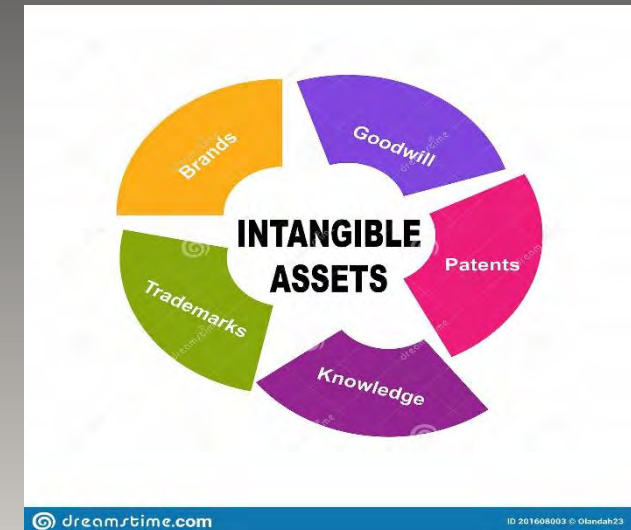 Brands
Goodwill
INTANGIBLE
ASSETS
Patents
Trademarks
Knowledge
dreamstime.com
ID 201608003 © Olandah23